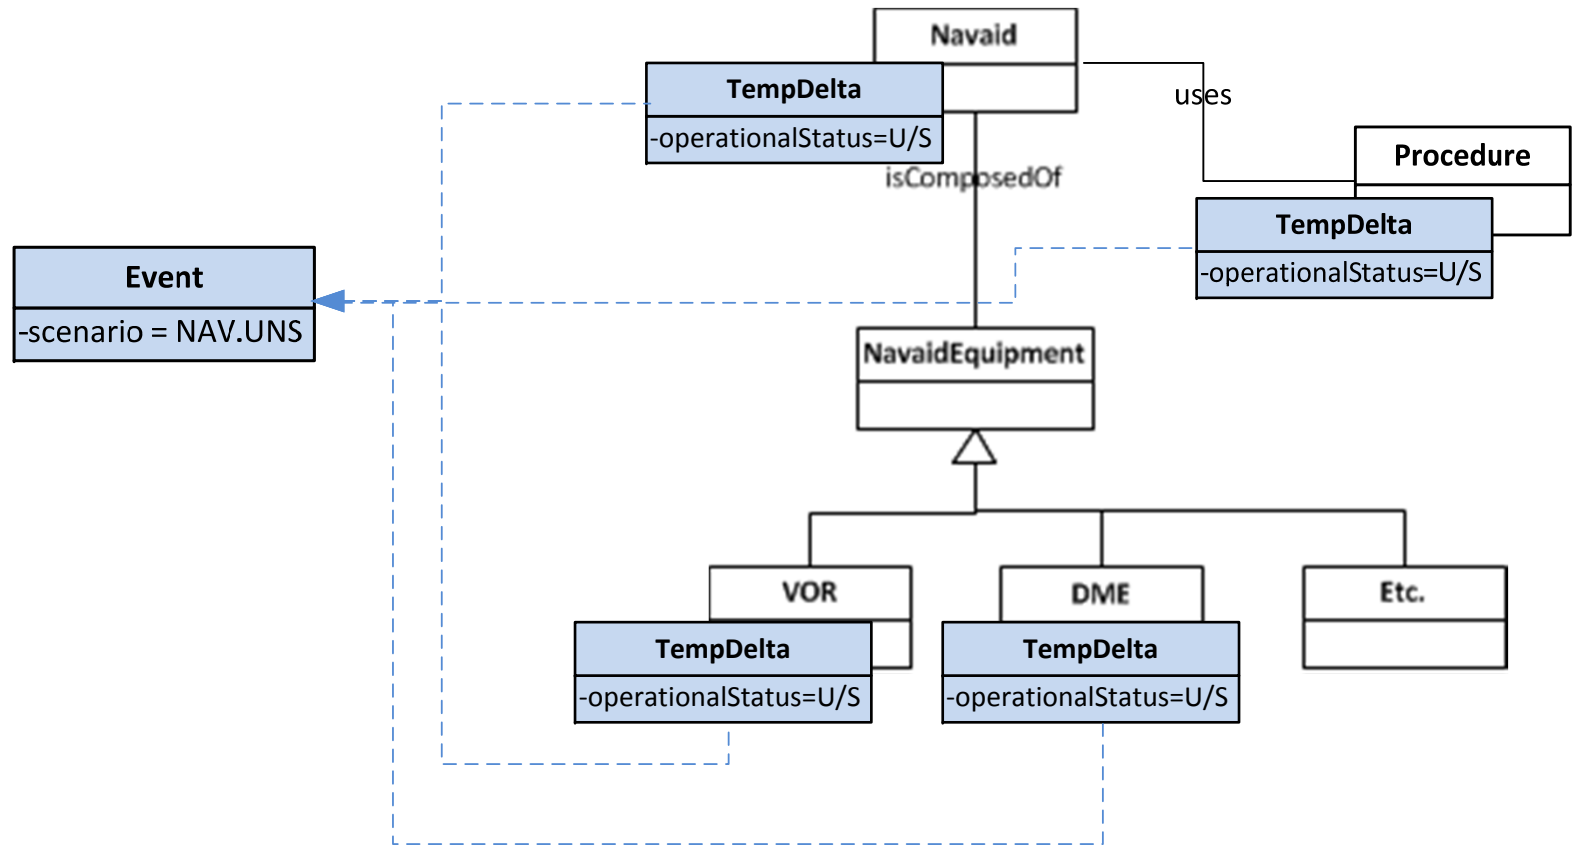 Navaid
TempDelta
-operationalStatus=U/S
uses
Procedure
isComposedOf
TempDelta
-operationalStatus=U/S
Event
-scenario = NAV.UNS
NavaidEquipment
VOR
DME
Etc.
TempDelta
-operationalStatus=U/S
TempDelta
-operationalStatus=U/S